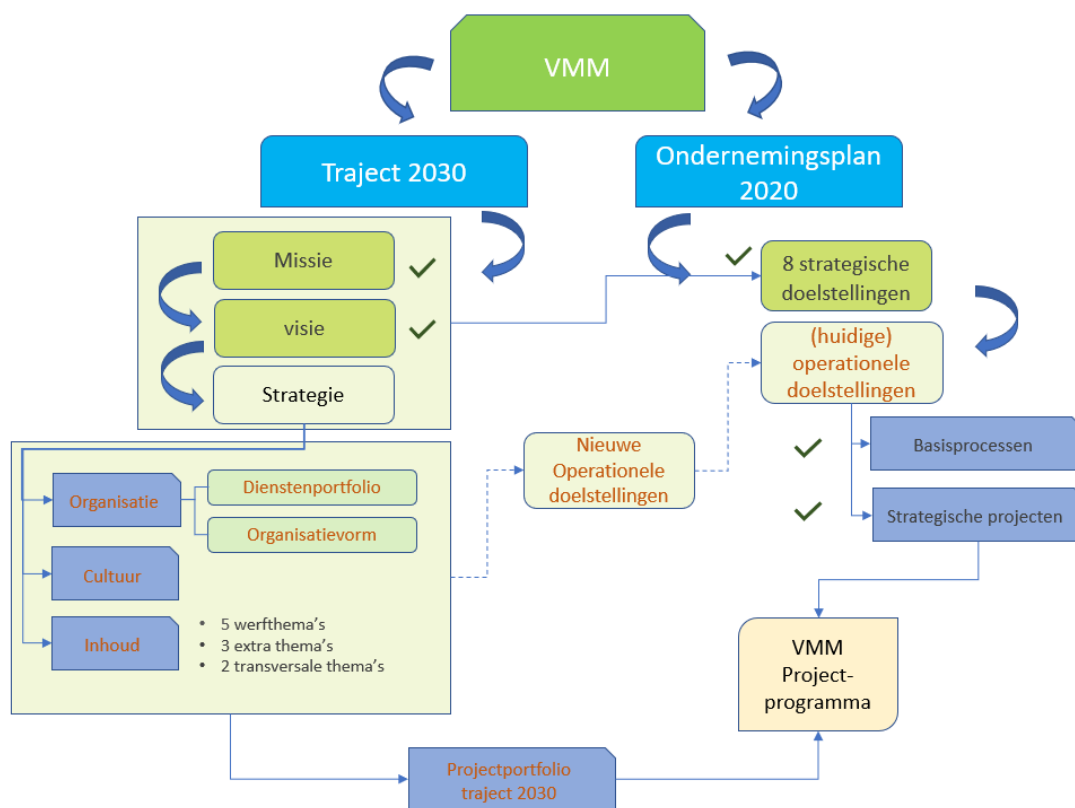 VMM
Traject 2030
Ondernemingsplan
2020
Missie
visie
Strategie
8 strategische
doelstellingen
(huidige)
operationele
doelstellingen
Nieuwe
Operationele
doelstellingen
Basisprocessen
Strategische projecten
Organisatie
Dienstenportfolio
Organisatievorm
Cultuur
Inhoud
• 5 werfthema's
• 3 extra thema's
• 2 transversale thema's
VMM
Project-
programma
Projectportfolio
traject 2030